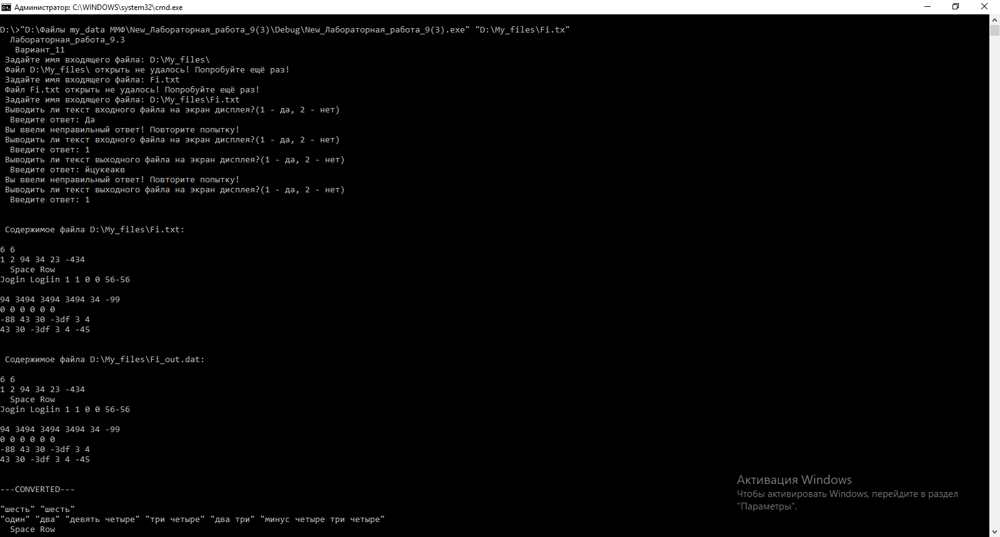 Администратор: C:\WINDOWS\system32\cmd.exe
D:\>"D:\Файлы my_data ММФ\New_Лабораторная_работа_9(3)\Debug\New_Лабораторная_работа_9(3).exe" "D:\My_files\Fi.tx"
Лабораторная_работа_9.3
Вариант_11
Задайте имя входящего файла: D:\My_files\
Файл D:\My_files\ открыть не удалось! Попробуйте ещё раз!
Задайте имя входящего файла: Fi.txt
Файл Fi.txt открыть не удалось! Попробуйте ещё раз!
Задайте имя входящего файла: D:\My_files\Fi.txt
Выводить ли текст входного файла на экран дисплея?(1 - да, 2 - нет)
Введите ответ: Да
Вы ввели неправильный ответ! Повторите попытку!
Выводить ли текст входного файла на экран дисплея?(1 - да, 2 - нет)
Введите ответ: 1
Выводить ли текст выходного файла на экран дисплея?(1 - да, 2 - нет)
Введите ответ: йцукеакв
Вы ввели неправильный ответ! Повторите попытку!
Выводить ли текст выходного файла на экран дисплея?(1 - да, 2 - нет)
Введите ответ: 1
Содержимое файла D:\My_files\Fi.txt:
6 6
1 2 94 34 23 -434
Space Row
Jogin Logiin 1 1 0 0 56-56
94 3494 3494 3494 34 -99
0 0 0 0 0 0
-88 43 30 -3df 3 4
43 30 -3df 3 4 -45
Содержимое файла D:\My_files\Fi_out.dat:
6 6
1 2 94 34 23 -434
Space Row
Jogin Logiin 1 1 0 0 56-56
94 3494 3494 3494 34 -99
0 0 0 0 0 0
-88 43 30 -3df 3 4
43 30 -3df 3 4 -45
---CONVERTED---
"шесть" "шесть"
"один" "два" "девять четыре" "три четыре" "два три" "минус четыре три четыре"
Space Row
Активация Windows
Чтобы активировать Windows, перейдите в раздел
"Параметры".